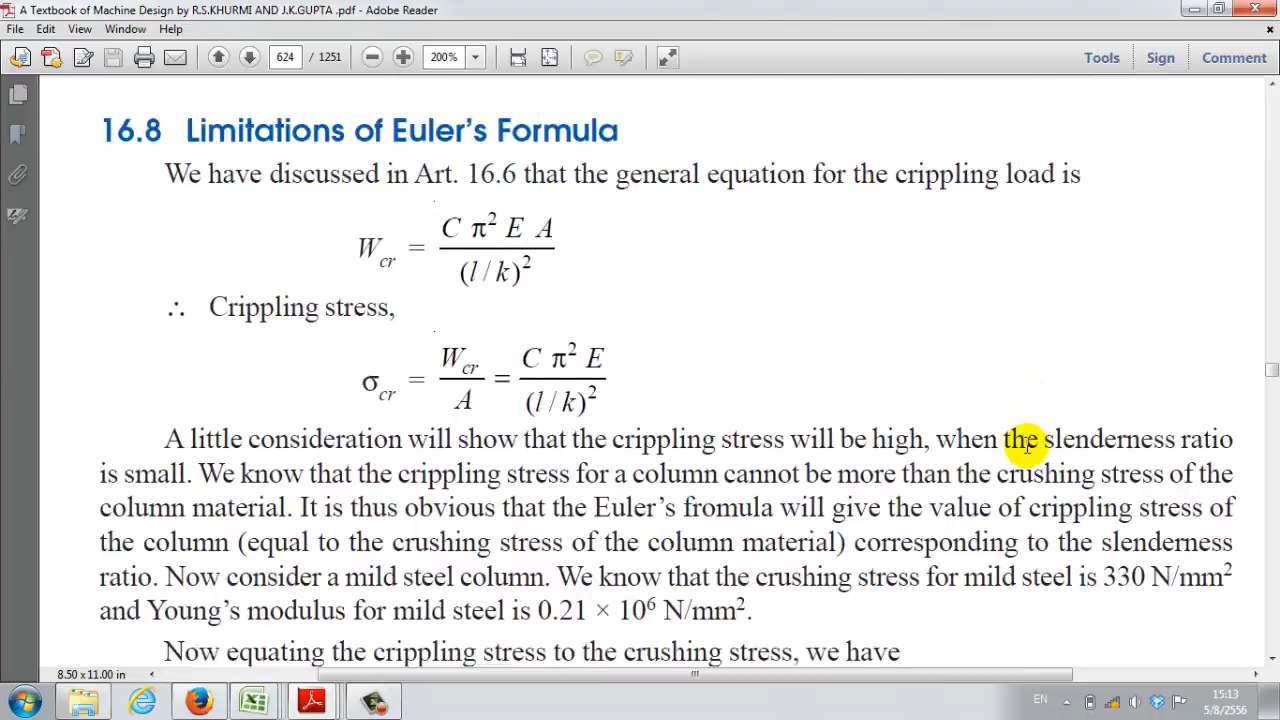 A Textbook of Machine Design by R.S.KHURMI AND J.K.GUPTA .pdf - Adobe Reader
File Edit View Window Help
624 / 1251 200% Tools Sign Comment
16.8 Limitations of Euler's Formula
We have discussed in Art. 16.6 that the general equation for the crippling load is
W_cr = C π² E A / (l / k)²
∴ Crippling stress,
σ_cr = W_cr / A = C π² E / (l / k)²
A little consideration will show that the crippling stress will be high, when the slenderness ratio
is small. We know that the crippling stress for a column cannot be more than the crushing stress of the
column material. It is thus obvious that the Euler's fromula will give the value of crippling stress of
the column (equal to the crushing stress of the column material) corresponding to the slenderness
ratio. Now consider a mild steel column. We know that the crushing stress for mild steel is 330 N/mm²
and Young's modulus for mild steel is 0.21 × 10⁶ N/mm².
Now equating the crippling stress to the crushing stress, we have
8.50 x 11.00 in
EN 15:13
5/8/2556